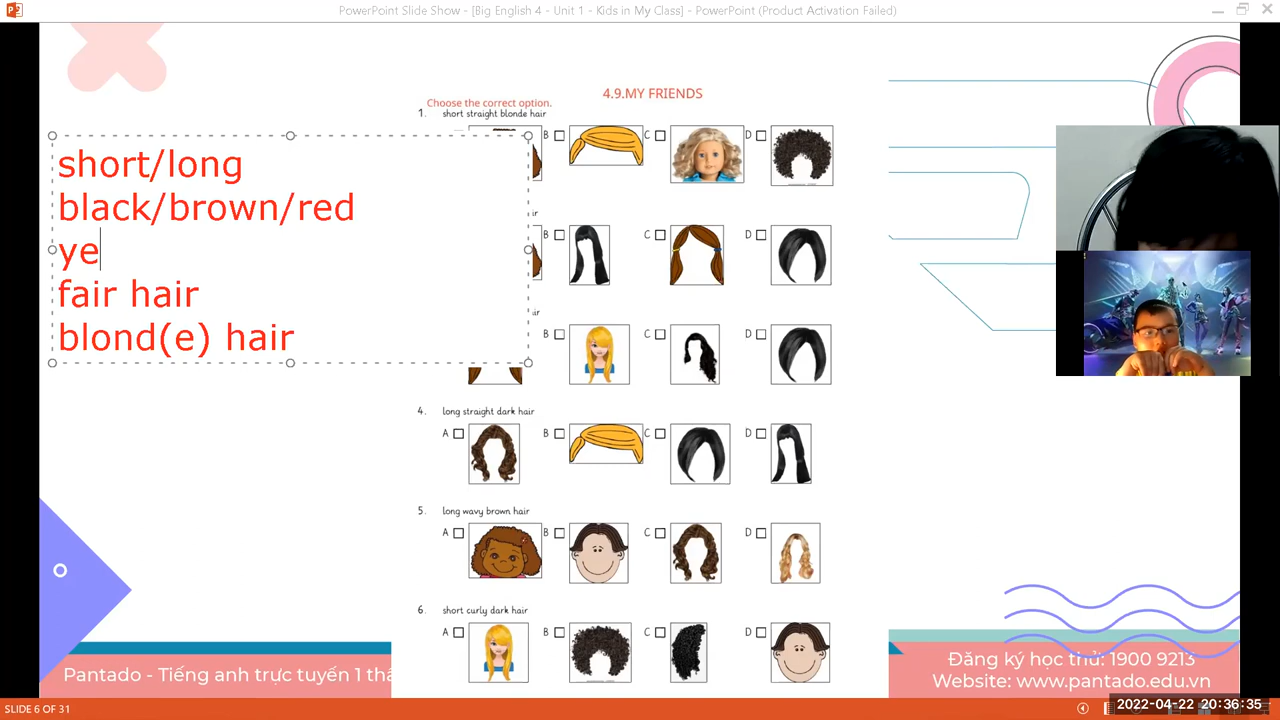 PowerPoint Slide Show - [Big English 4 - Unit 1 - Kids in My Class] - PowerPoint (Product Activation Failed)
4.9.MY FRIENDS
Choose the correct option.
1. short straight blonde hair
B C D
short/long
black/brown/red
ye
fair hair
blond(e) hair
ir
B C D
ir
B C D
4. long straight dark hair
A B C D
5. long wavy brown hair
A B C D
6. short curly dark hair
A B C D
Pantado - Tiếng anh trực tuyến 1 thầ
Đăng ký học thử: 1900 9213
Website: www.pantado.edu.vn
SLIDE 6 OF 31
2022-04-22 20:36:35